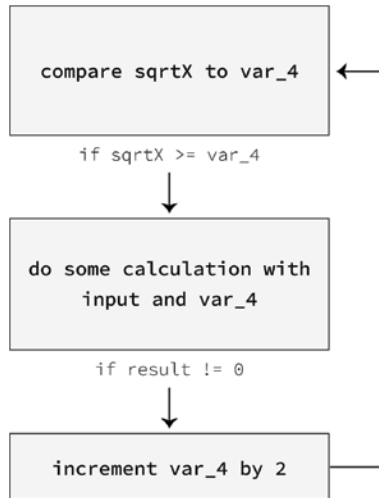 compare sqrtX to var_4
if sqrtX >= var_4
do some calculation with
input and var_4
if result != 0
increment var_4 by 2